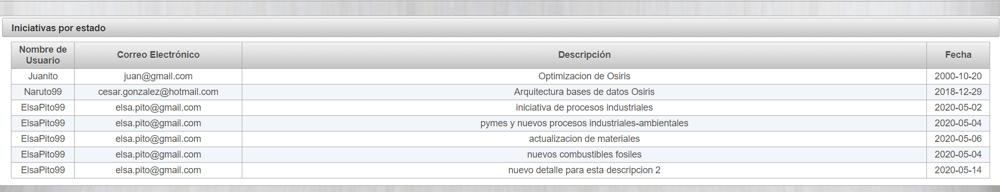 Iniciativas por estado
Nombre de Usuario Correo Electrónico Descripción Fecha
Juanito juan@gmail.com Optimizacion de Osiris 2000-10-20
Naruto99 cesar.gonzalez@hotmail.com Arquitectura bases de datos Osiris 2018-12-29
ElsaPito99 elsa.pito@gmail.com iniciativa de procesos industriales 2020-05-02
ElsaPito99 elsa.pito@gmail.com pymes y nuevos procesos industriales-ambientales 2020-05-04
ElsaPito99 elsa.pito@gmail.com actualizacion de materiales 2020-05-06
ElsaPito99 elsa.pito@gmail.com nuevos combustibles fosiles 2020-05-04
ElsaPito99 elsa.pito@gmail.com nuevo detalle para esta descripcion 2 2020-05-14